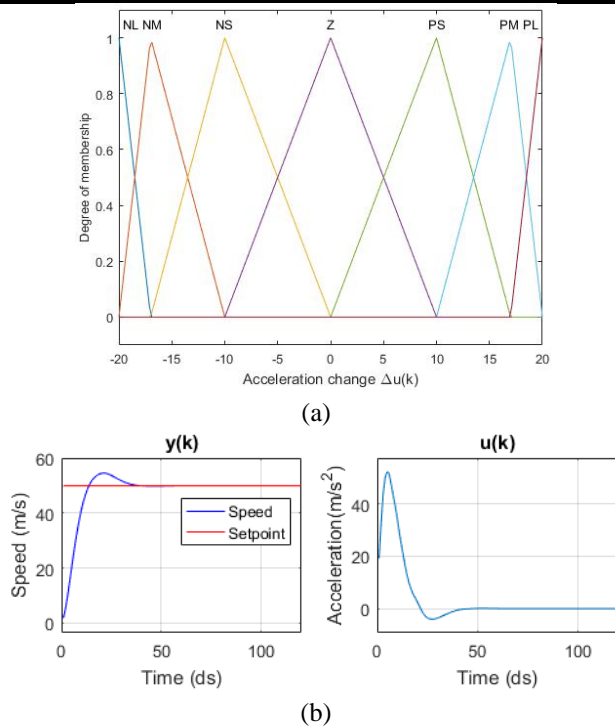 NL NM NS Z PS PM PL
1
0.8
0.6
0.4
0.2
0
Degree of membership
-20 -15 -10 -5 0 5 10 15 20
Acceleration change Δu(k)
(a)
y(k)
60
40
20
0
Speed (m/s)
Speed
Setpoint
0 50 100
Time (ds)
u(k)
40
20
0
Acceleration(m/s²)
0 50 100
Time (ds)
(b)